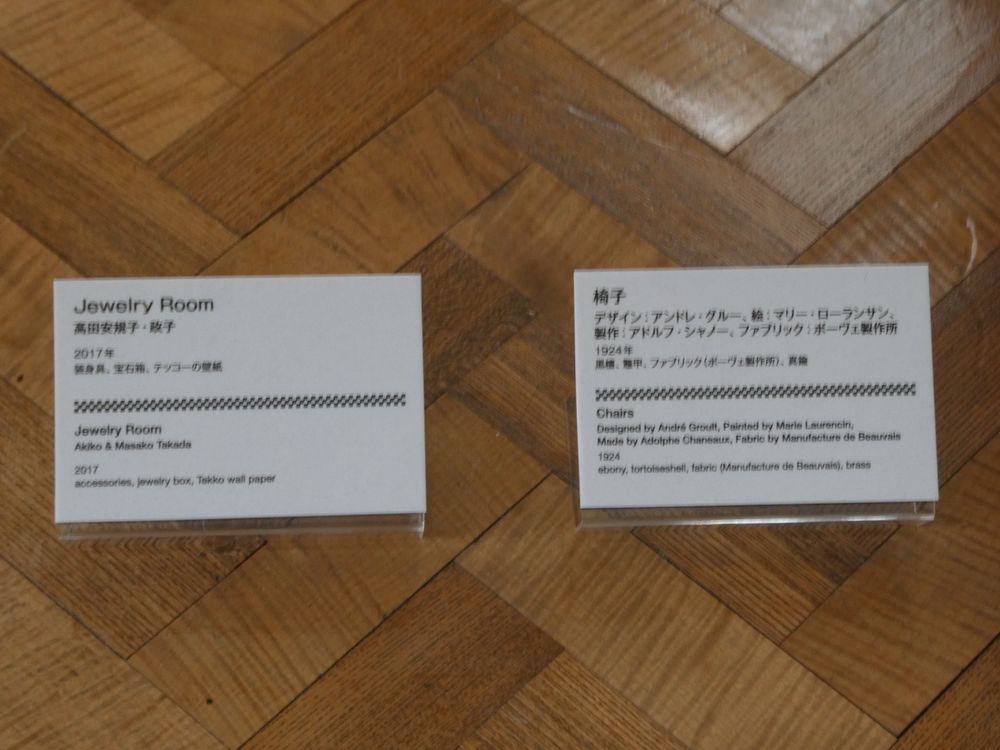 Jewelry Room
髙田安規子・政子
2017年
装身具、宝石箱、テッコーの壁紙
Jewelry Room
Akiko & Masako Takada
2017
accessories, jewelry box, Tekko wall paper
椅子
デザイン:アンドレ・グルー、絵:マリー・ローランサン、
製作:アドルフ・シャノー、ファブリック:ボーヴェ製作所
1924年
黒檀、鼈甲、ファブリック(ボーヴェ製作所)、真鍮
Chairs
Designed by André Groult, Painted by Marie Laurencin,
Made by Adolphe Chaneaux, Fabric by Manufacture de Beauvais
1924
ebony, tortoiseshell, fabric (Manufacture de Beauvais), brass